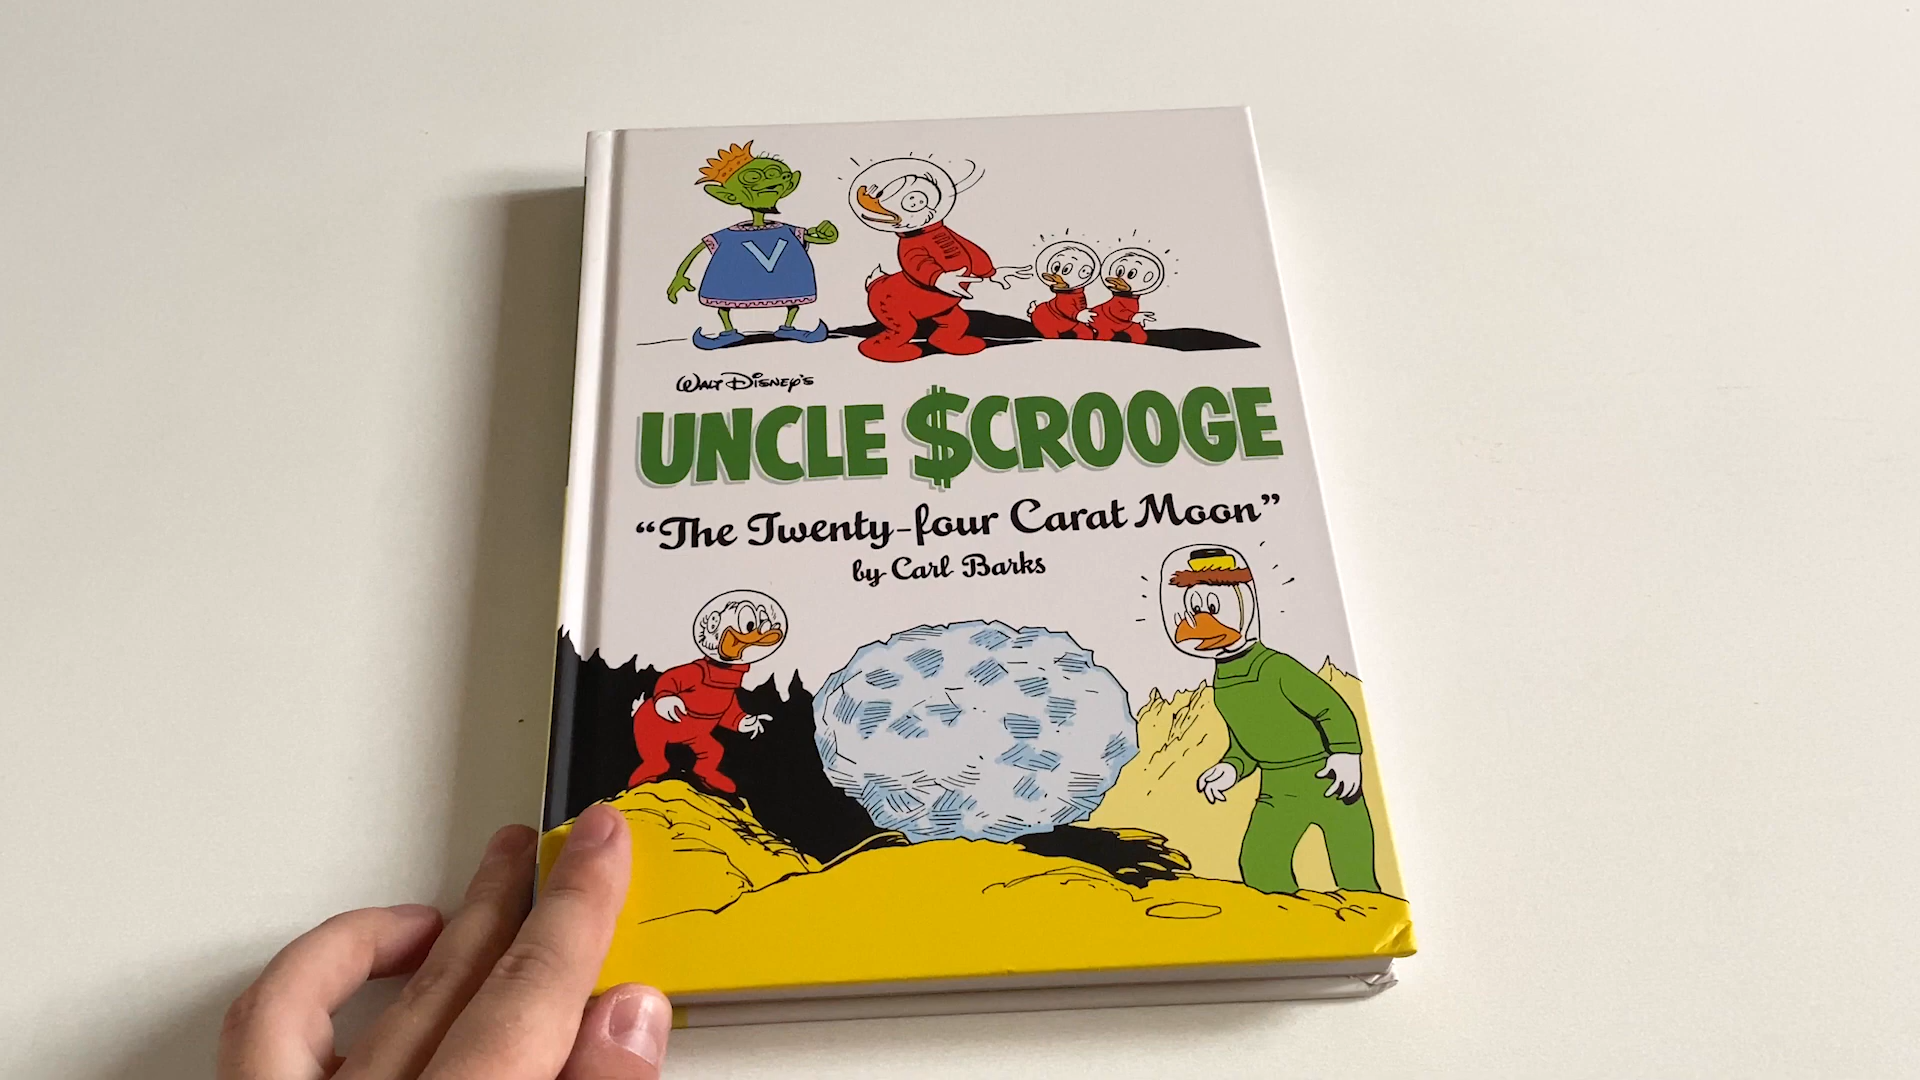 V
WALT DISNEY'S
UNCLE $CROOGE
“The Twenty-four Carat Moon”
by Carl Barks